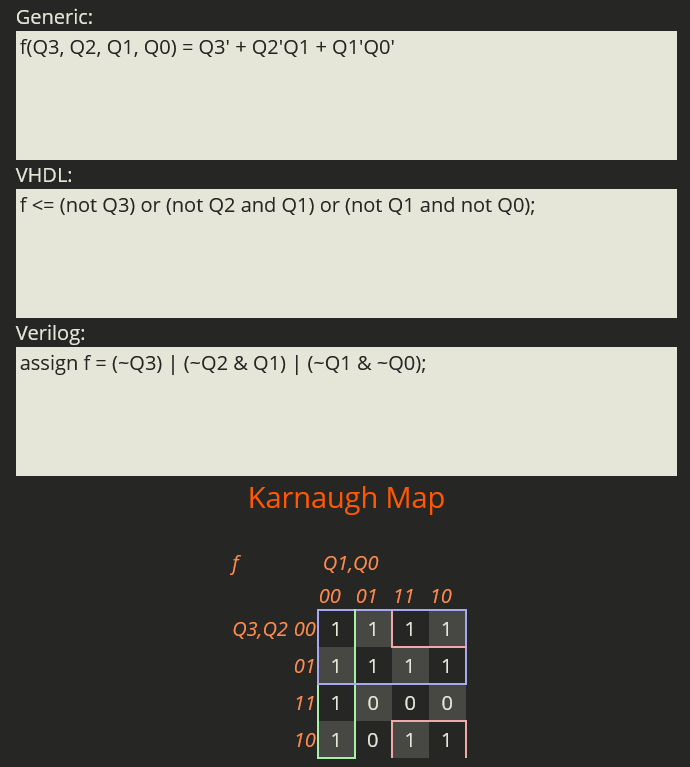 Generic:
f(Q3, Q2, Q1, Q0) = Q3' + Q2'Q1 + Q1'Q0'
VHDL:
f <= (not Q3) or (not Q2 and Q1) or (not Q1 and not Q0);
Verilog:
assign f = (~Q3) | (~Q2 & Q1) | (~Q1 & ~Q0);
Karnaugh Map
f Q1,Q0
00 01 11 10
Q3,Q2 00 1 1 1 1
01 1 1 1 1
11 1 0 0 0
10 1 0 1 1